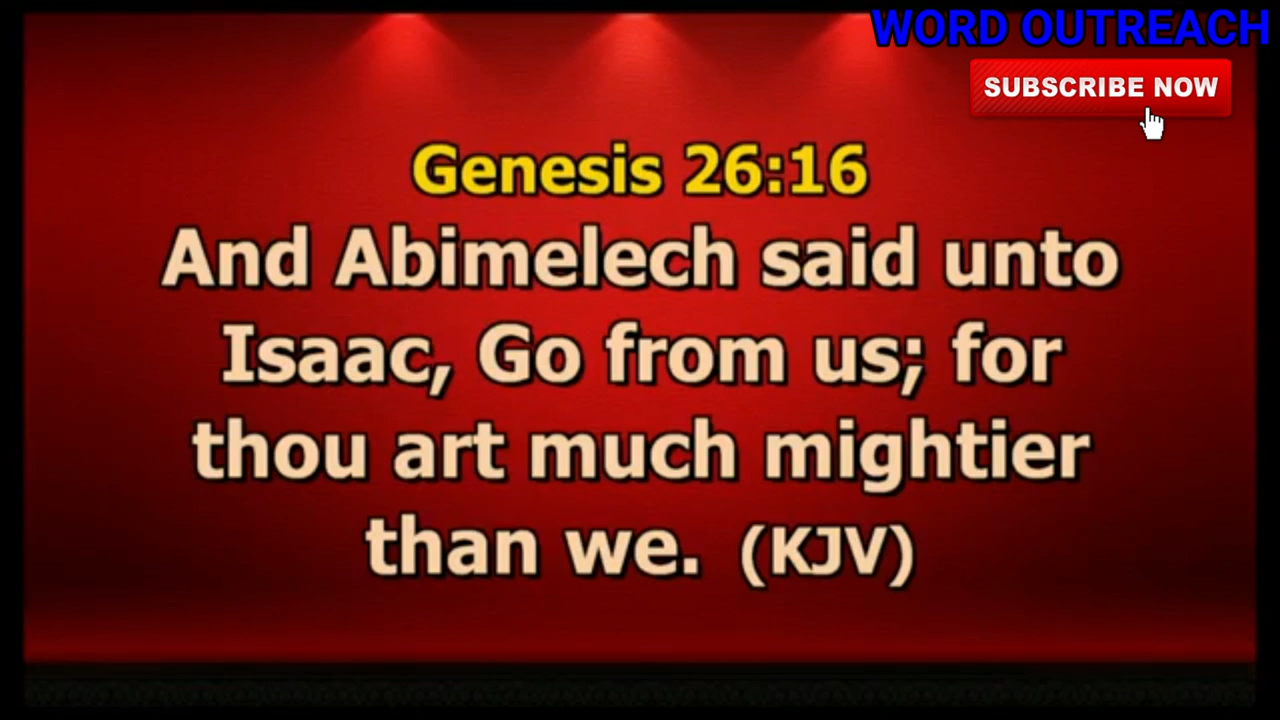 WORD OUTREACH
SUBSCRIBE NOW
Genesis 26:16
And Abimelech said unto
Isaac, Go from us; for
thou art much mightier
than we. (KJV)